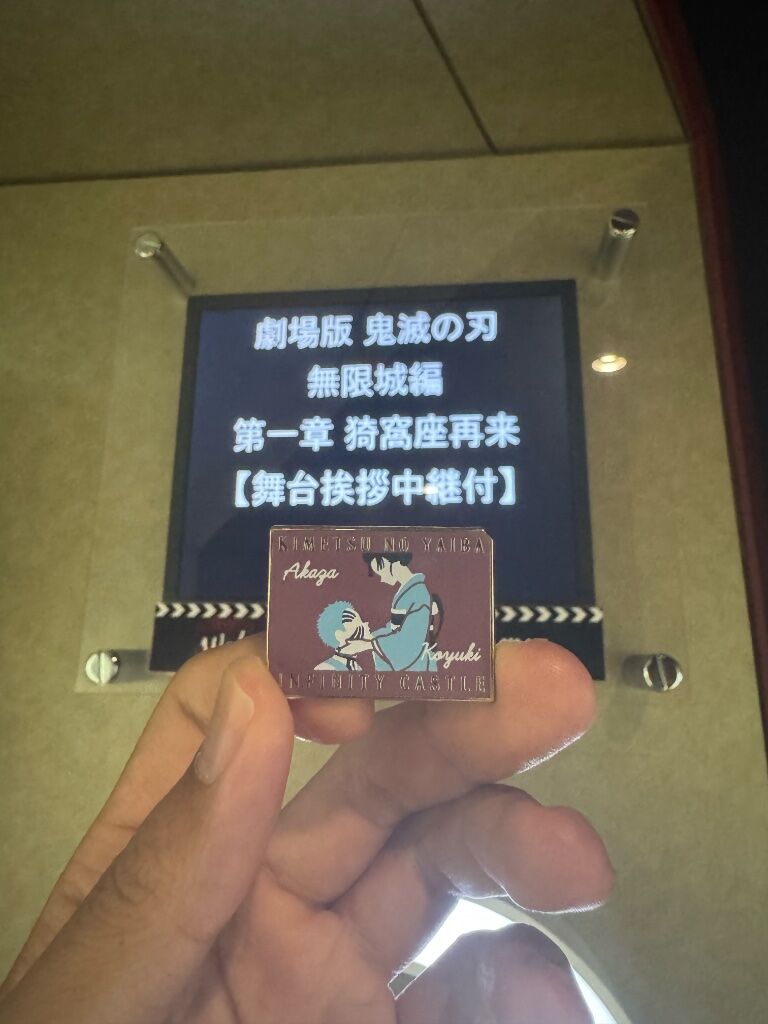 劇場版 鬼滅の刃
無限城編
第一章 猗窩座再来
【舞台挨拶中継付】
KIMETSU NO YAIBA
Akaza
Koyuki
INFINITY CASTLE